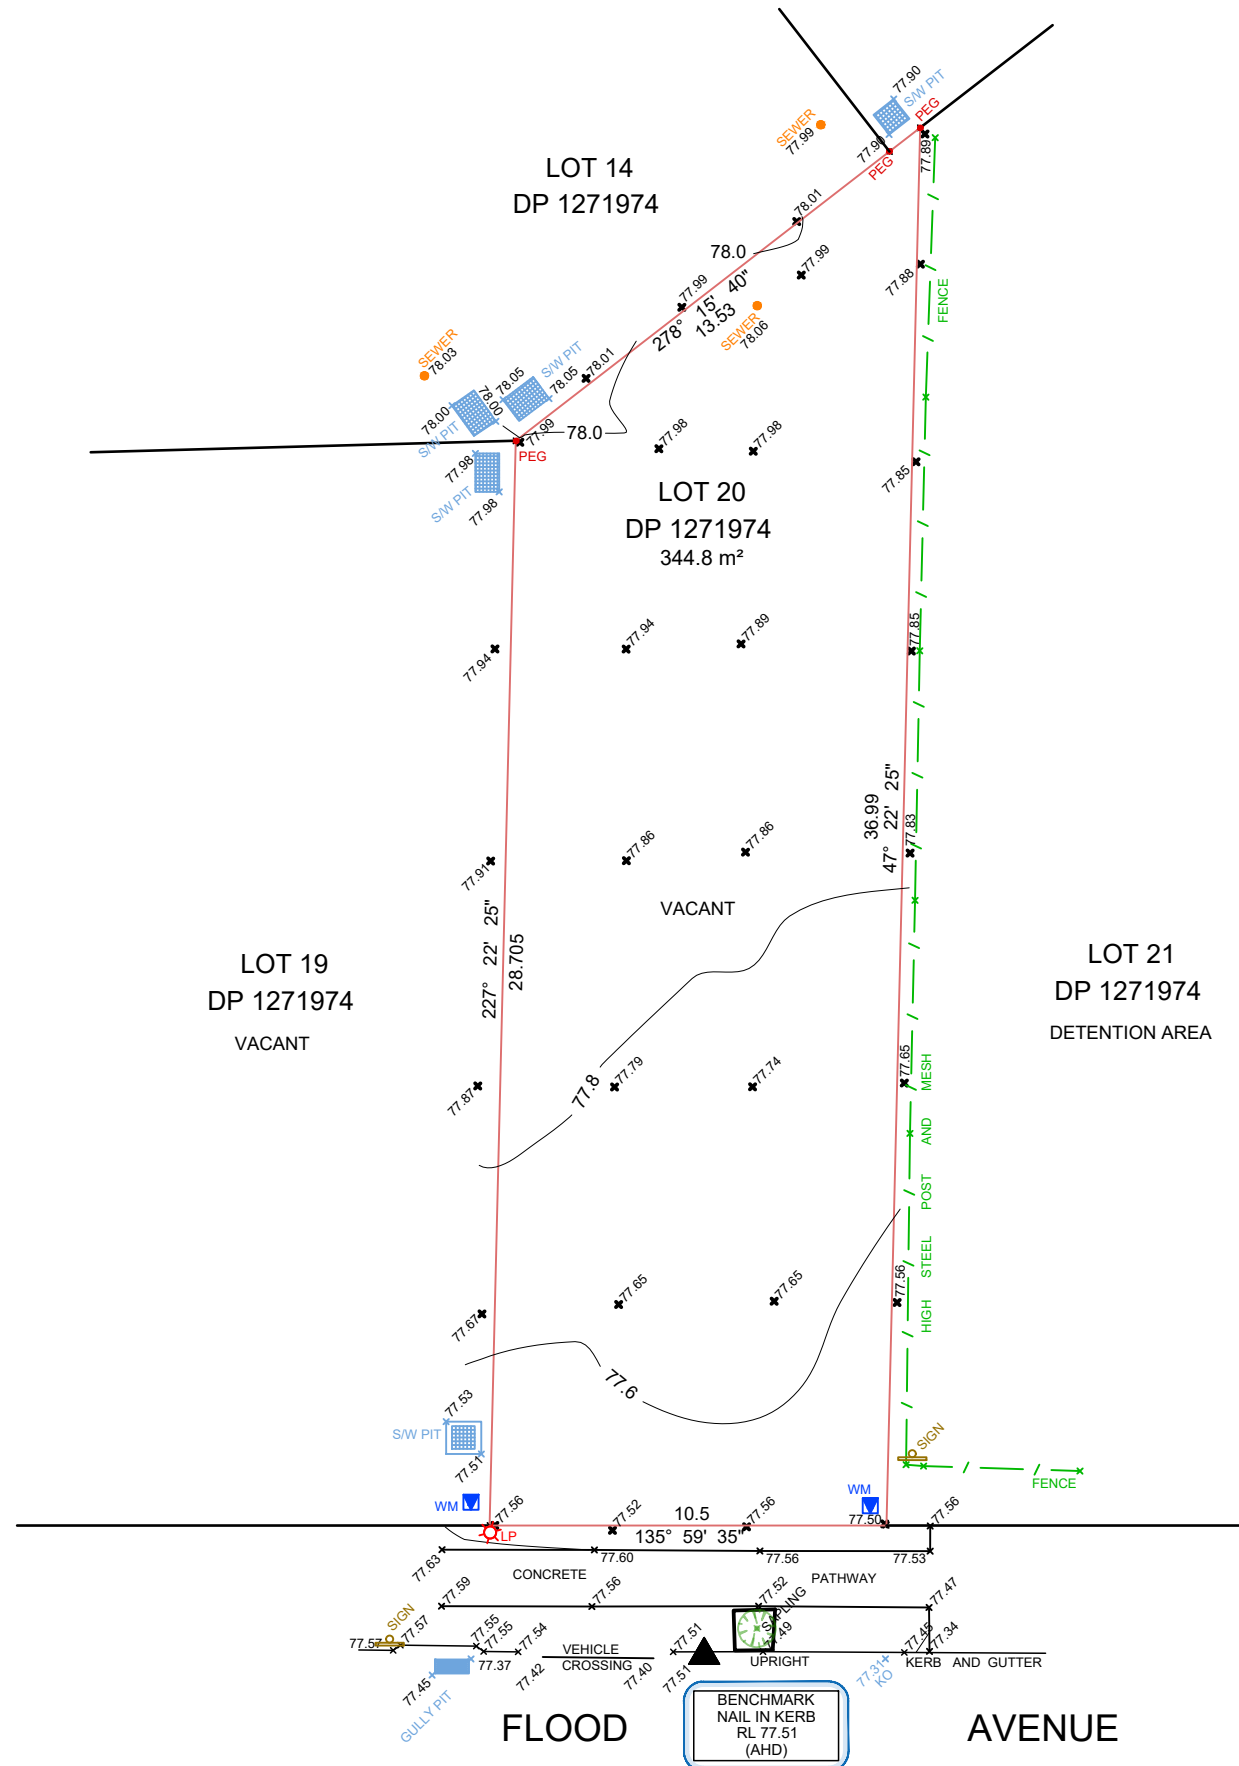 77.90
S/W PIT
PEG
SEWER
77.99
77.90
77.89
PEG
LOT 14
DP 1271974
78.01
78.0
77.99
77.99
77.88
FENCE
278° 15' 40"
13.53
SEWER
78.06
SEWER
78.03
S/W PIT
78.05
78.05
78.01
78.00
78.00
S/W PIT
77.99
78.0
PEG
77.98
77.98
77.98
S/W PIT
77.98
77.85
LOT 20
DP 1271974
344.8 m²
77.94
77.94
77.89
77.85
36.99
47° 22' 25"
77.83
77.91
77.86
77.86
VACANT
227° 22' 25"
28.705
LOT 19
DP 1271974
VACANT
LOT 21
DP 1271974
DETENTION AREA
77.87
77.8
77.79
77.74
77.65
HIGH STEEL POST AND MESH
77.67
77.65
77.65
77.56
77.6
77.53
S/W PIT
77.51
SIGN
FENCE
WM
77.56
LP
77.52
10.5
135° 59' 35"
77.56
WM
77.50
77.56
77.63
77.60
77.56
77.53
CONCRETE PATHWAY
77.59
77.56
77.52
77.47
SAPLING
SIGN
77.57
77.57
77.55
77.55
77.54
77.51
77.49
77.45
77.34
77.37
VEHICLE
CROSSING
UPRIGHT KERB AND GUTTER
77.45
GULLY PIT
77.42
77.40
77.51
77.31
KO
BENCHMARK
NAIL IN KERB
RL 77.51
(AHD)
FLOOD AVENUE